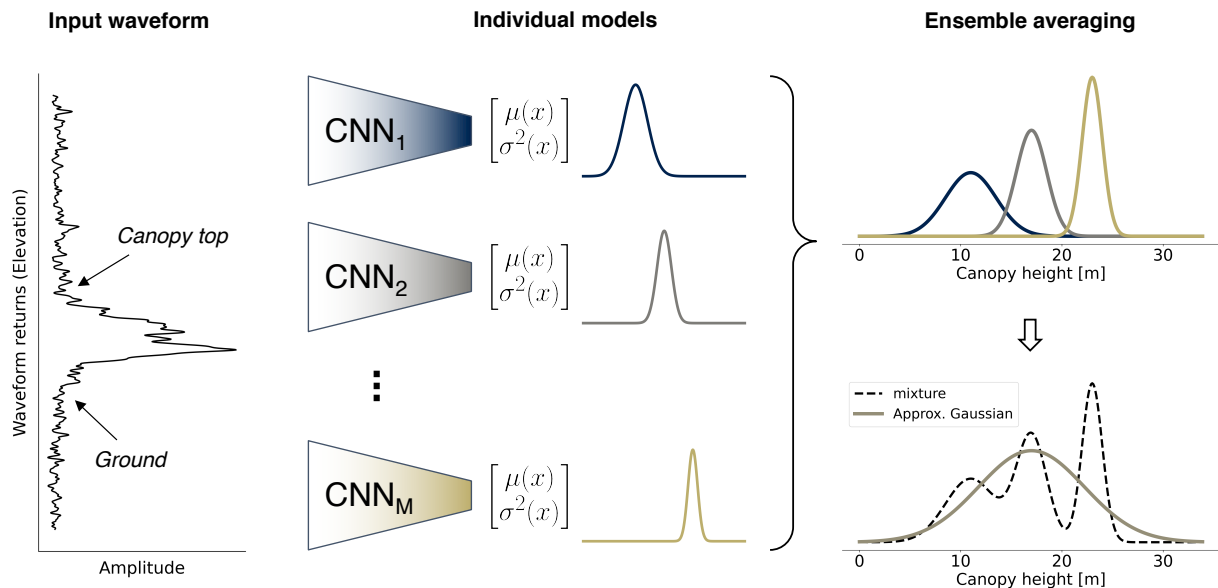 Input waveform
Individual models
Ensemble averaging
Waveform returns (Elevation)
Canopy top
Ground
Amplitude
CNN1
μ(x)
σ²(x)
CNN2
μ(x)
σ²(x)
CNNM
μ(x)
σ²(x)
0 10 20 30
Canopy height [m]
mixture
Approx. Gaussian
0 10 20 30
Canopy height [m]